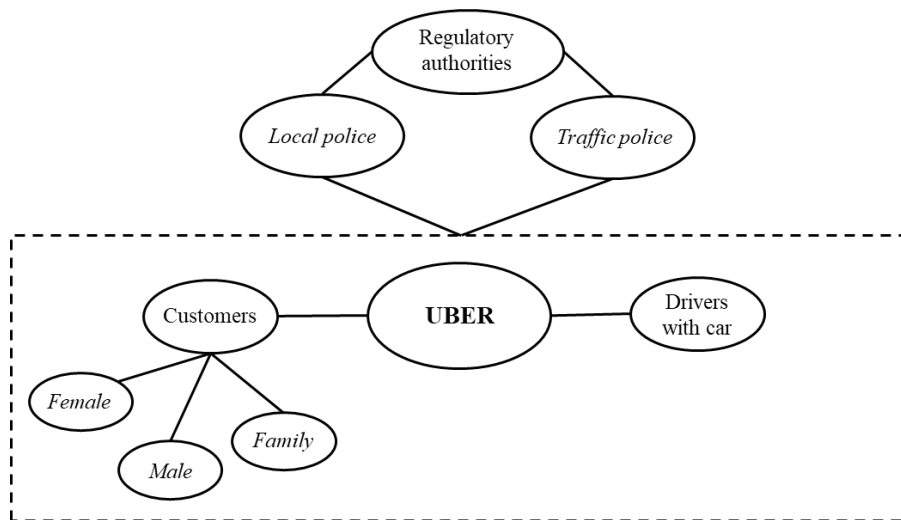 Regulatory
authorities
Local police
Traffic police
Customers
UBER
Drivers
with car
Female
Family
Male